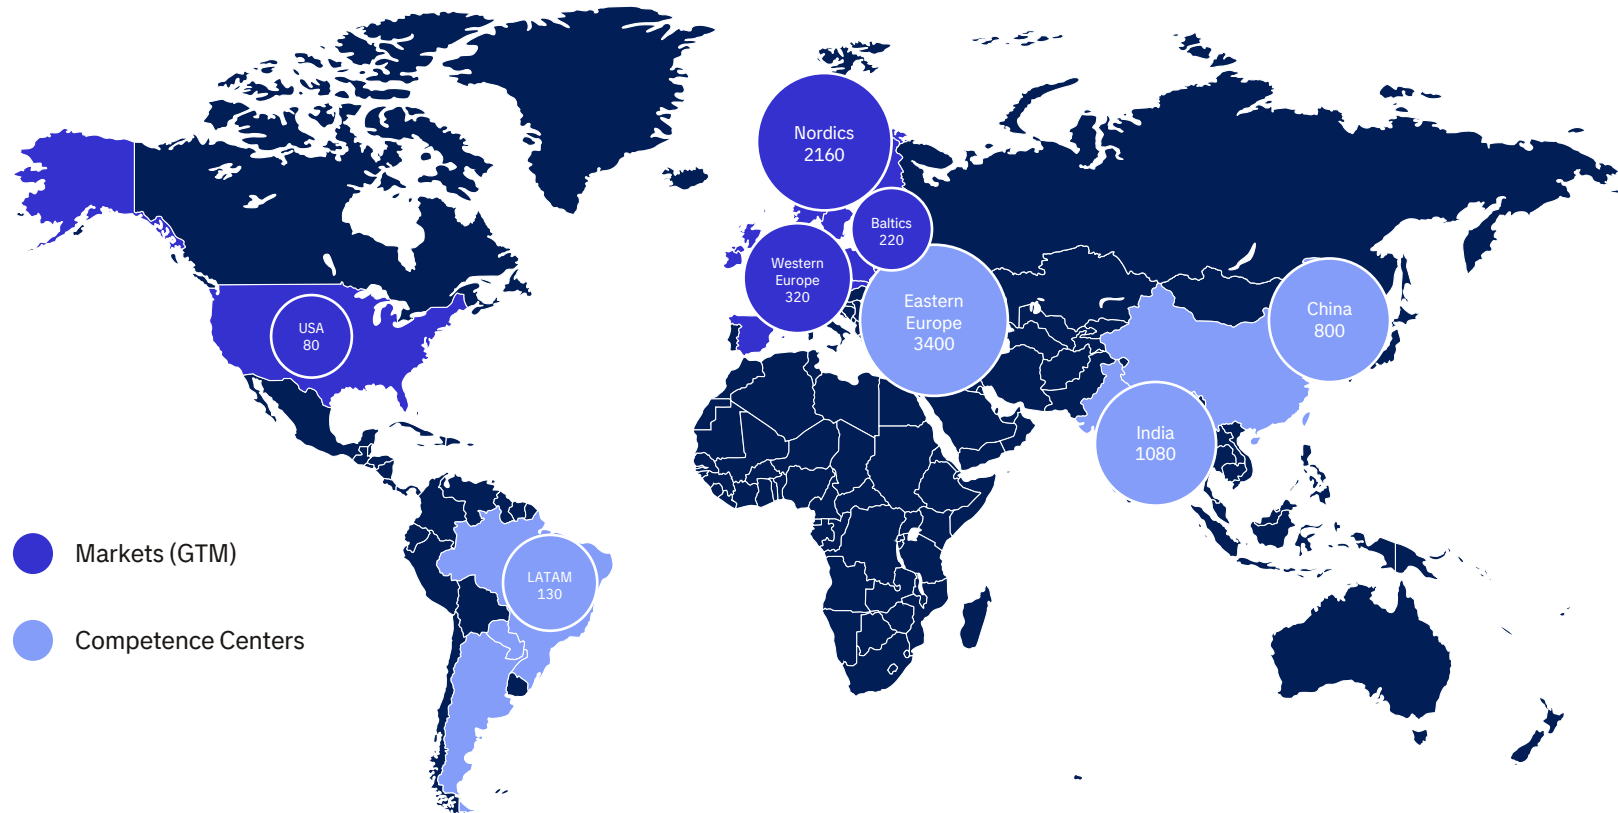 Nordics
2160
Baltics
220
Western
Europe
320
Eastern
Europe
3400
USA
80
China
800
India
1080
LATAM
130
Markets (GTM)
Competence Centers